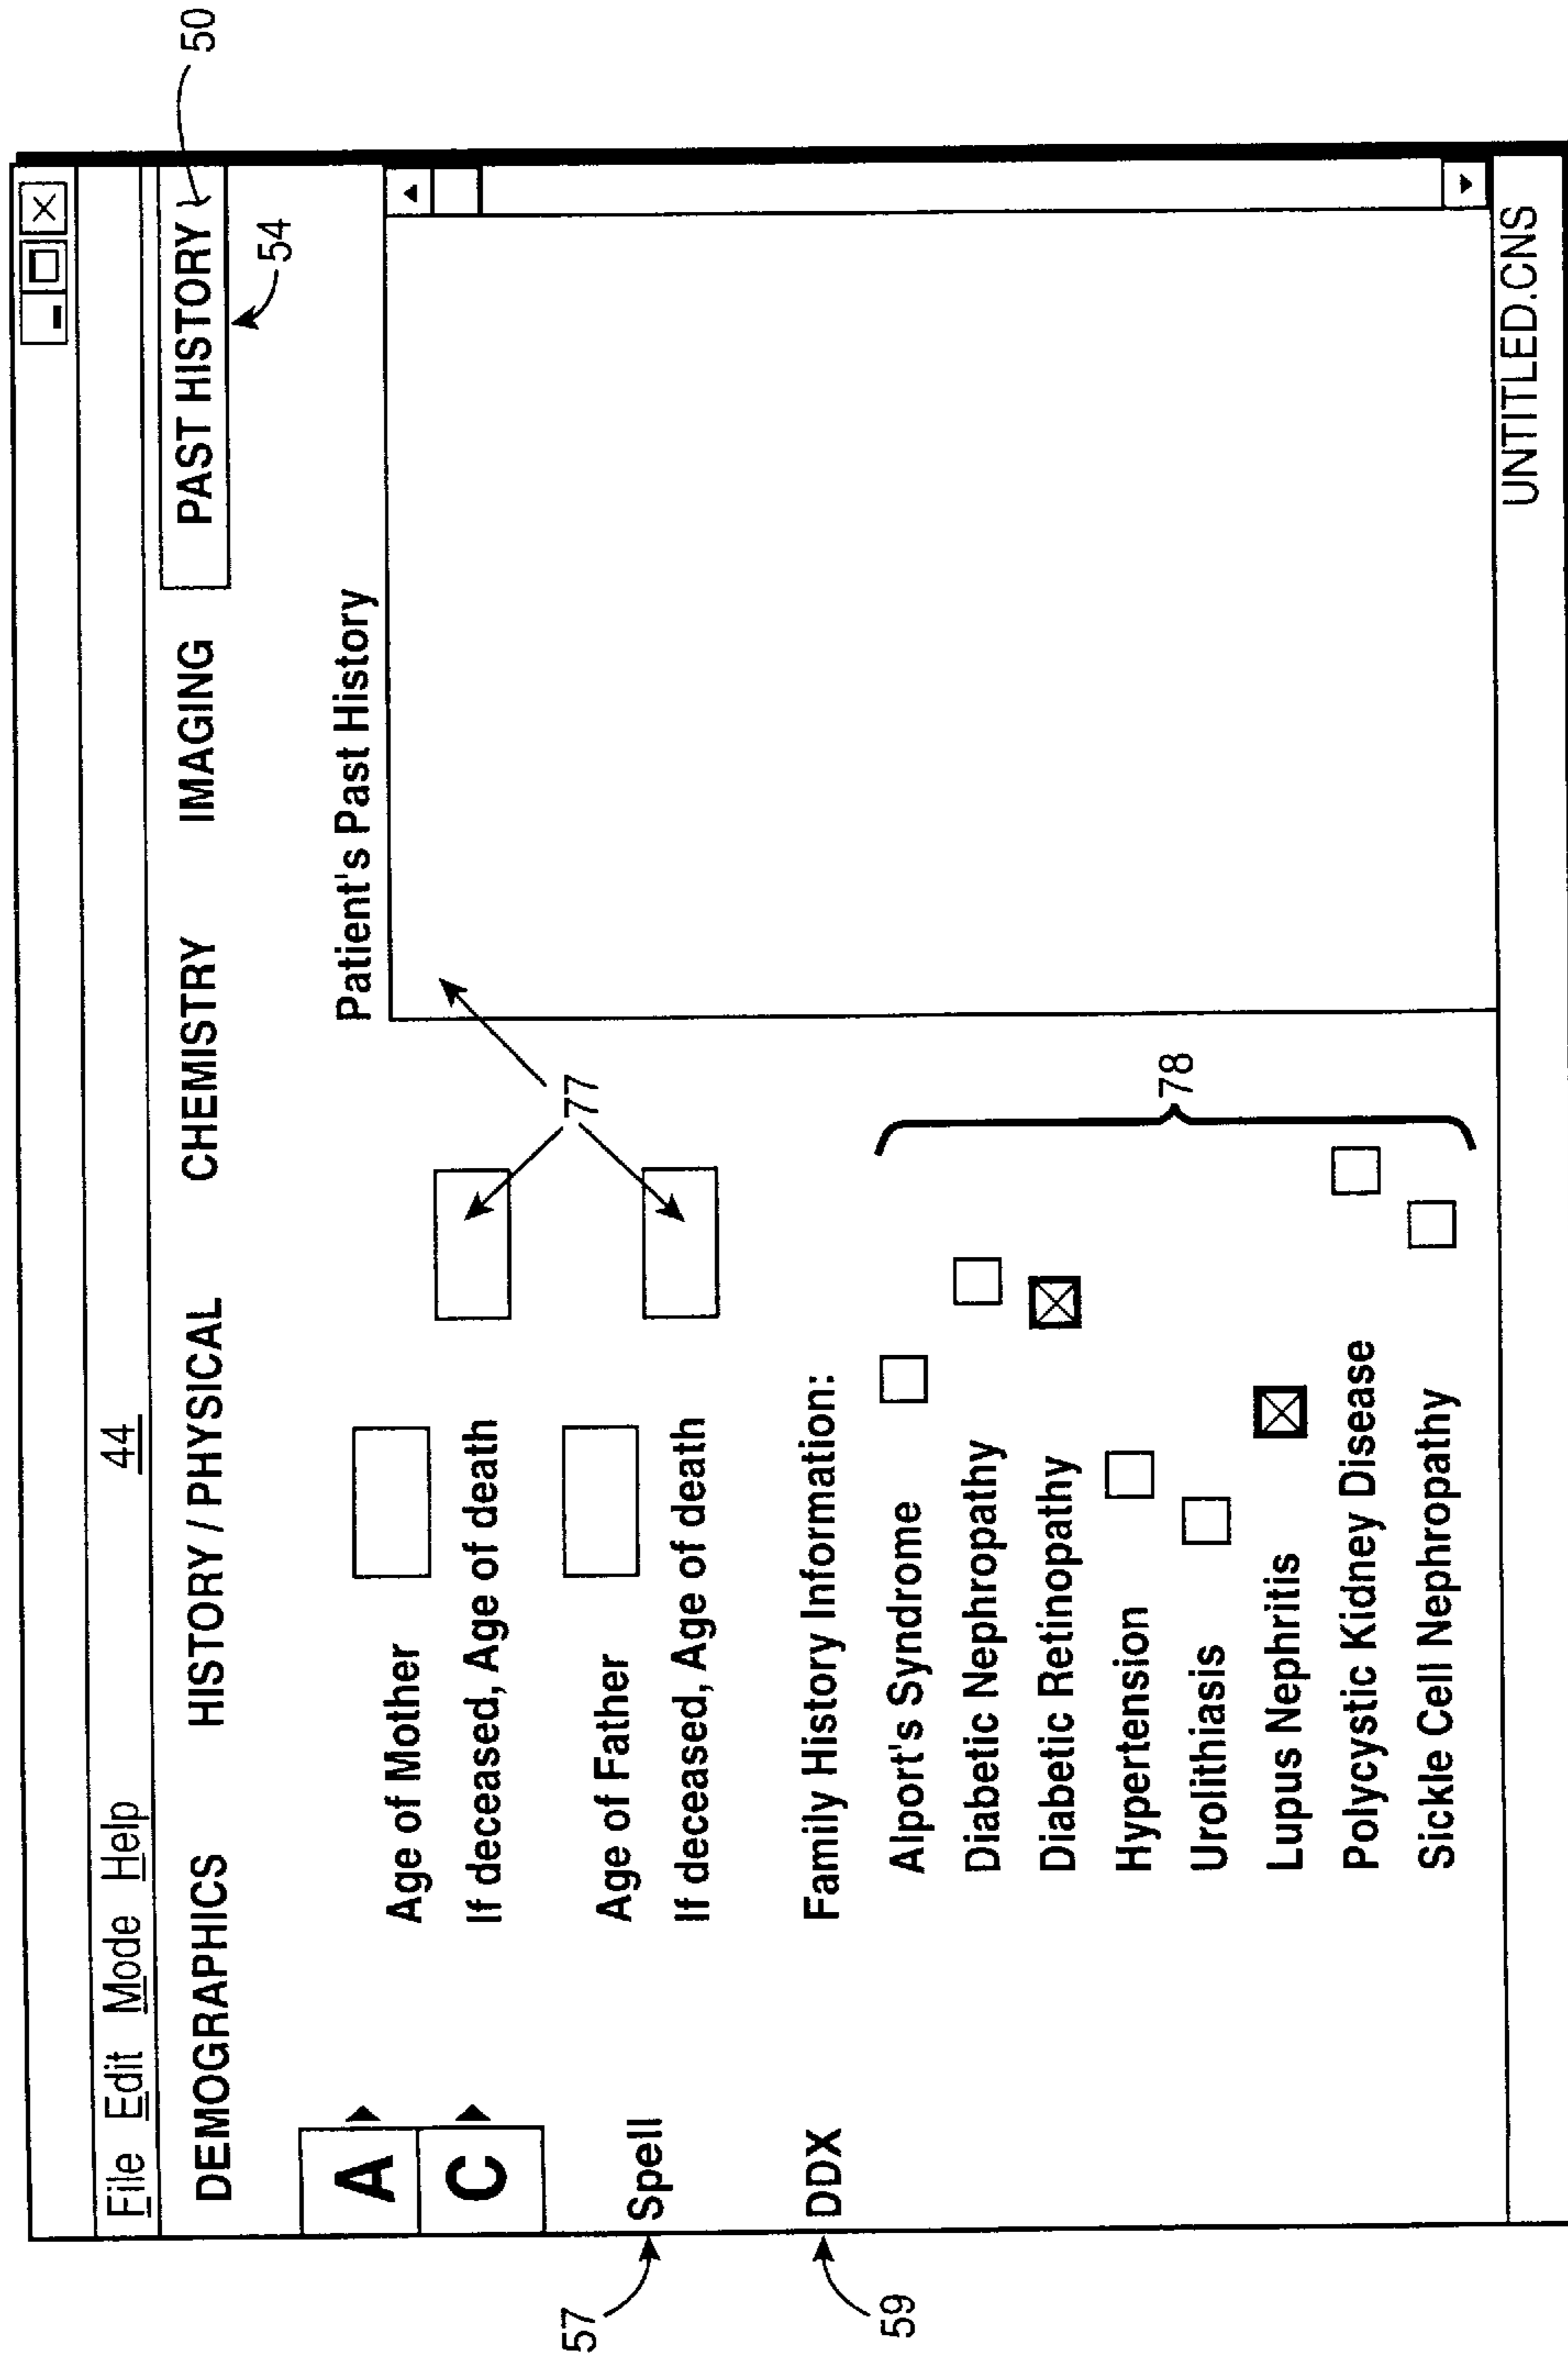 File Edit Mode Help
44
DEMOGRAPHICS HISTORY / PHYSICAL CHEMISTRY IMAGING PAST HISTORY
50
54
A
C
Spell
57
DDX
59
Age of Mother
If deceased, Age of death
Age of Father
If deceased, Age of death
77
Patient's Past History
Family History Information:
Alport's Syndrome
Diabetic Nephropathy
Diabetic Retinopathy
Hypertension
Urolithiasis
Lupus Nephritis
Polycystic Kidney Disease
Sickle Cell Nephropathy
78
UNTITLED.CNS